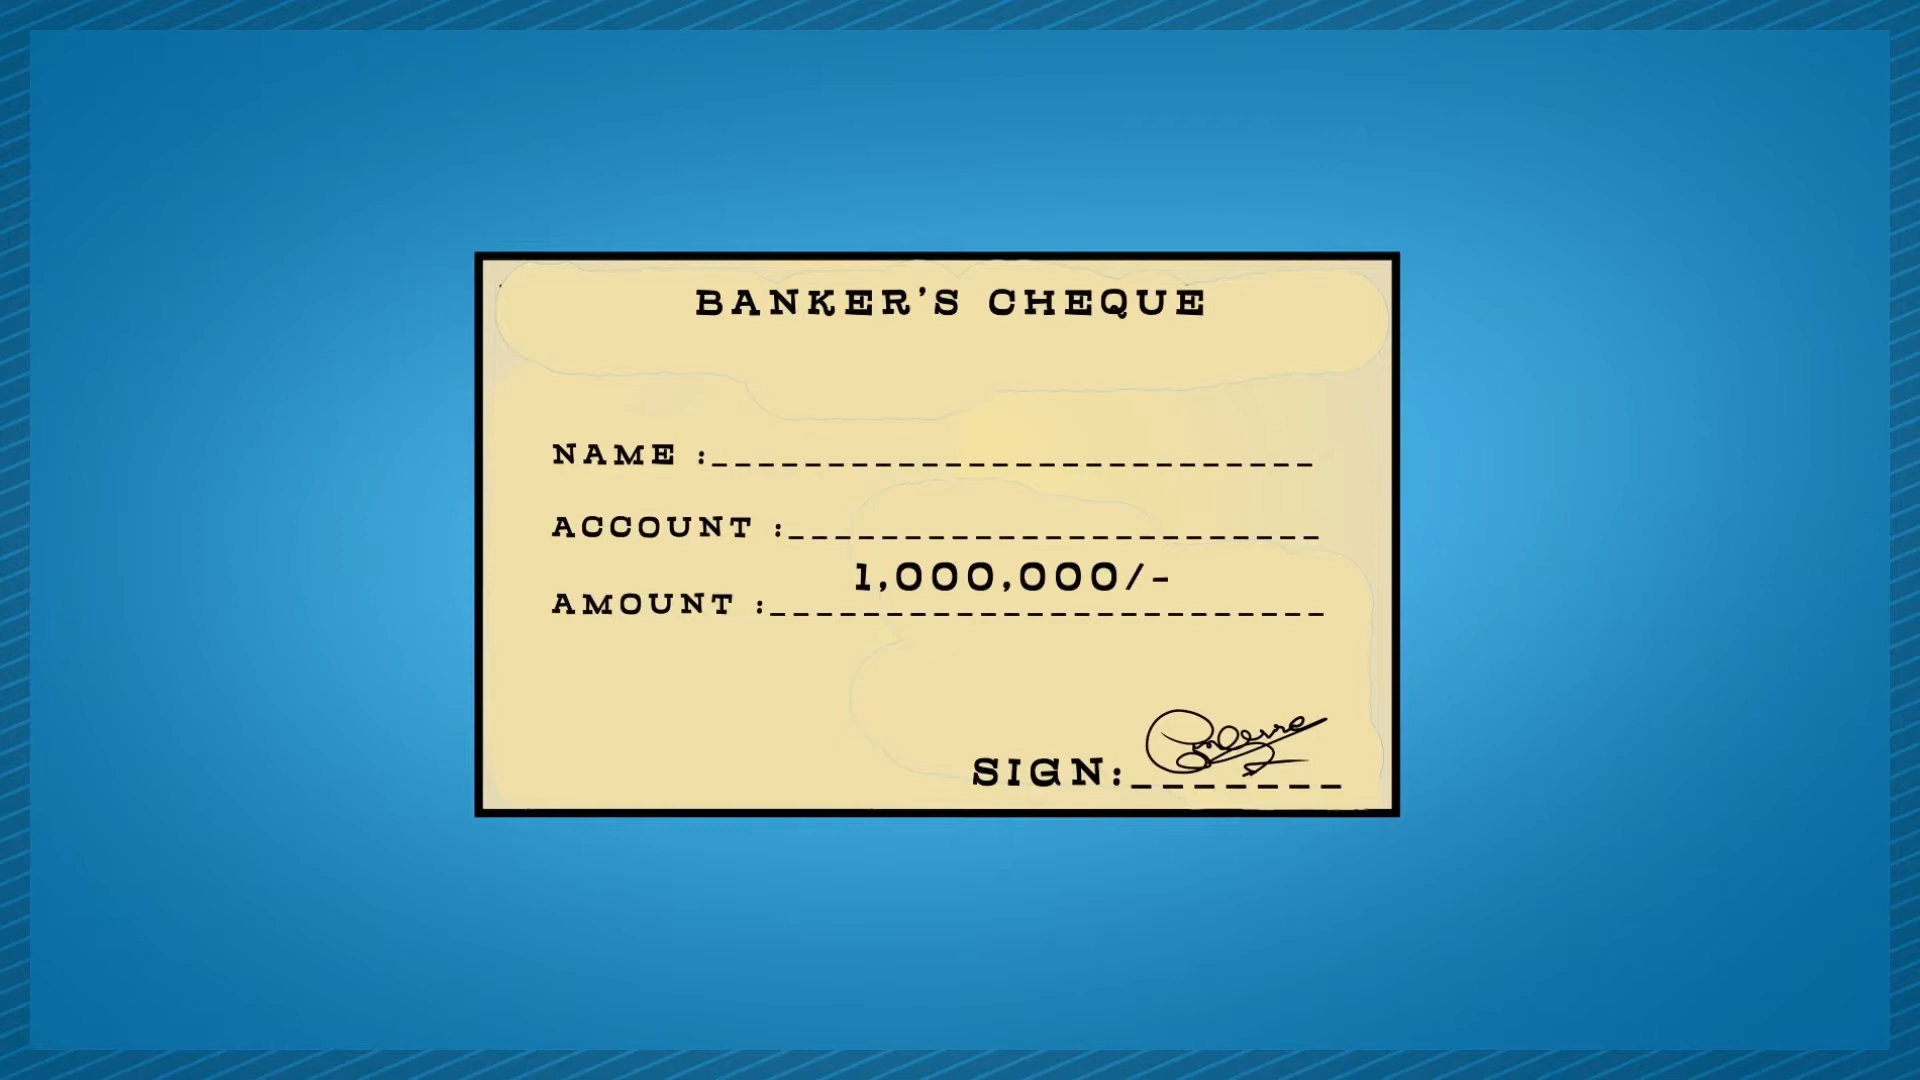 BANKER'S CHEQUE
NAME :_ _ _ _ _ _ _ _ _ _ _ _ _ _ _ _ _ _ _ _ _ _ _ _ _ _
ACCOUNT :_ _ _ _ _ _ _ _ _ _ _ _ _ _ _ _ _ _ _ _ _ _ _
1,000,000/-
AMOUNT :_ _ _ _ _ _ _ _ _ _ _ _ _ _ _ _ _ _ _ _ _ _ _ _
SIGN:_ _ _ _ _ _ _